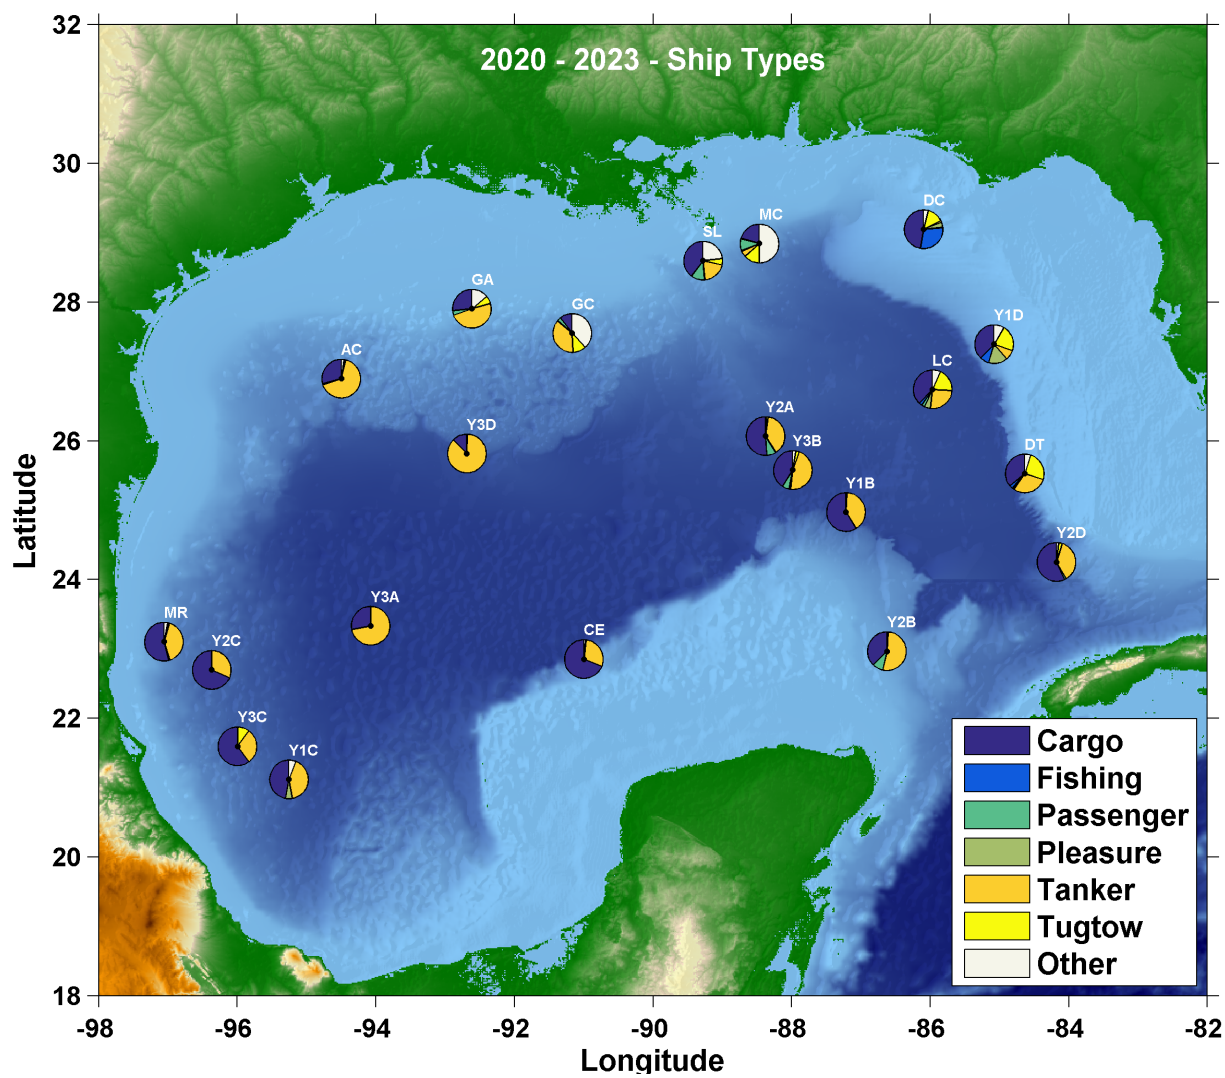 2020 - 2023 - Ship Types
32
30
28
26
24
22
20
18
Latitude
DC
MC
SL
GA
GC
Y1D
AC
LC
Y2A
Y3D
Y3B
DT
Y1B
Y2D
MR
Y3A
CE
Y2B
Y2C
Y3C
Y1C
Cargo
Fishing
Passenger
Pleasure
Tanker
Tugtow
Other
-98
-96
-94
-92
-90
-88
-86
-84
-82
Longitude